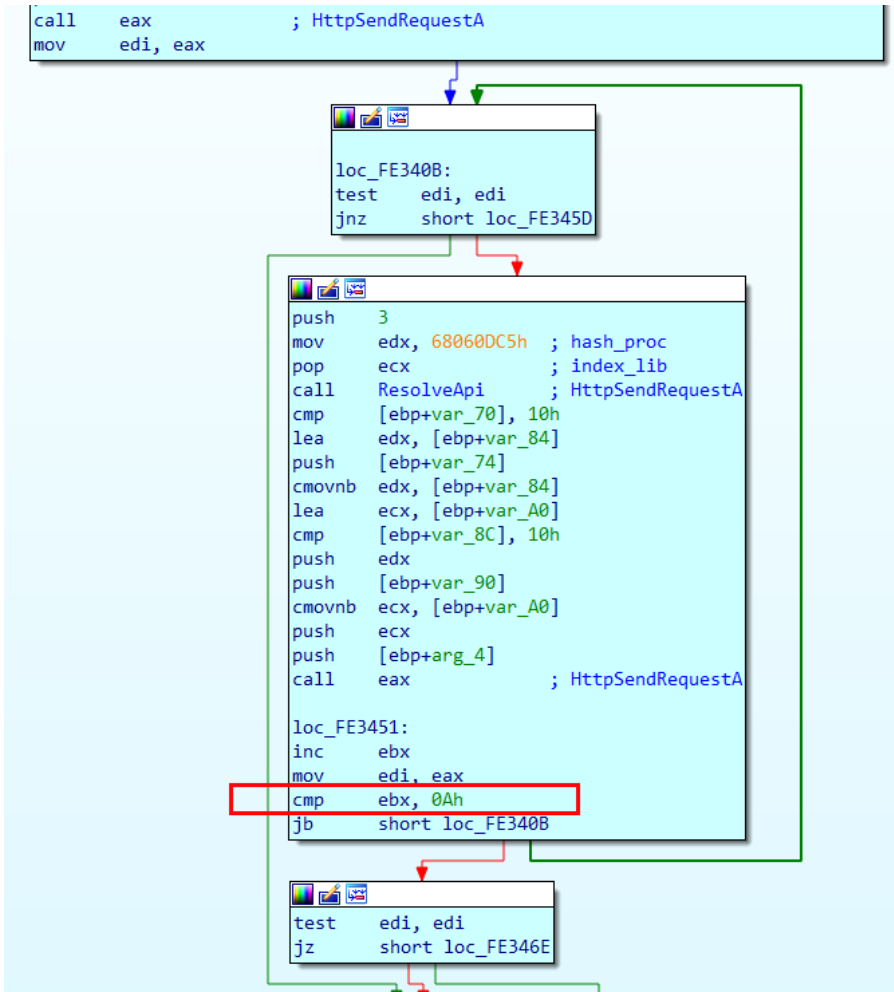 call eax ; HttpSendRequestA
mov edi, eax
loc_FE340B:
test edi, edi
jnz short loc_FE345D
push 3
mov edx, 68060DC5h ; hash_proc
pop ecx ; index_lib
call ResolveApi ; HttpSendRequestA
cmp [ebp+var_70], 10h
lea edx, [ebp+var_84]
push [ebp+var_74]
cmovnb edx, [ebp+var_84]
lea ecx, [ebp+var_A0]
cmp [ebp+var_8C], 10h
push edx
push [ebp+var_90]
cmovnb ecx, [ebp+var_A0]
push ecx
push [ebp+arg_4]
call eax ; HttpSendRequestA
loc_FE3451:
inc ebx
mov edi, eax
cmp ebx, 0Ah
jb short loc_FE340B
test edi, edi
jz short loc_FE346E